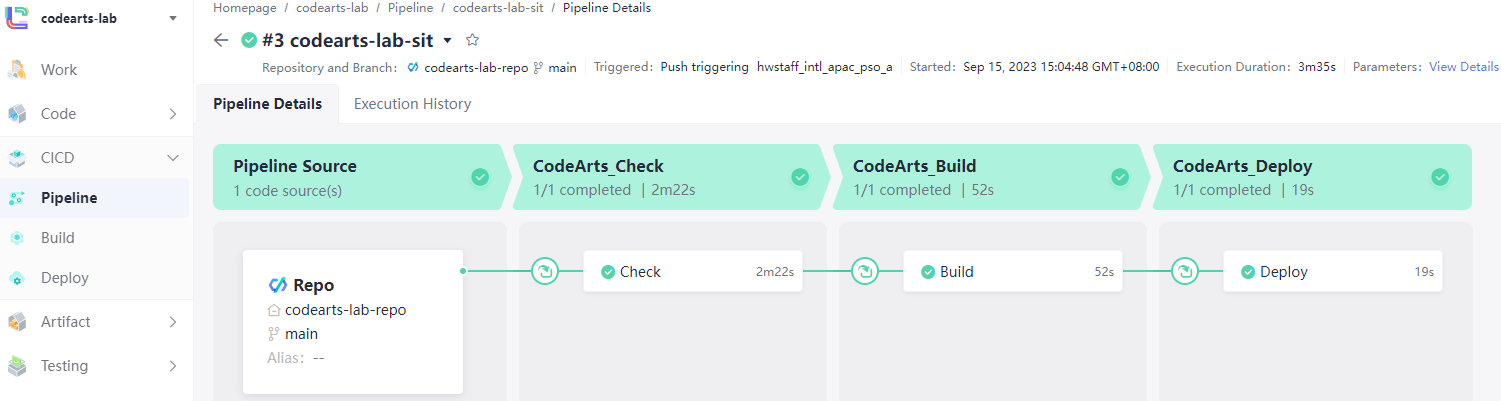 codearts-lab
Work
Code
CICD
Pipeline
Build
Deploy
Artifact
Testing
Homepage / codearts-lab / Pipeline / codearts-lab-sit / Pipeline Details
#3 codearts-lab-sit
Repository and Branch: codearts-lab-repo main Triggered: Push triggering hwstaff_intl_apac_pso_a Started: Sep 15, 2023 15:04:48 GMT+08:00 Execution Duration: 3m35s Parameters: View Details
Pipeline Details Execution History
Pipeline Source
1 code source(s)
CodeArts_Check
1/1 completed | 2m22s
CodeArts_Build
1/1 completed | 52s
CodeArts_Deploy
1/1 completed | 19s
Repo
codearts-lab-repo
main
Alias: --
Check 2m22s
Build 52s
Deploy 19s